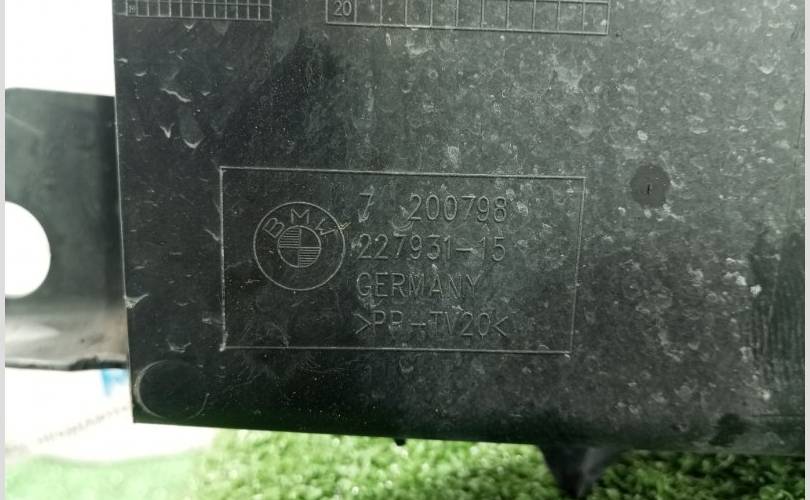 20
BMW
7 200798
227931-15
GERMANY
>PP-TV20<